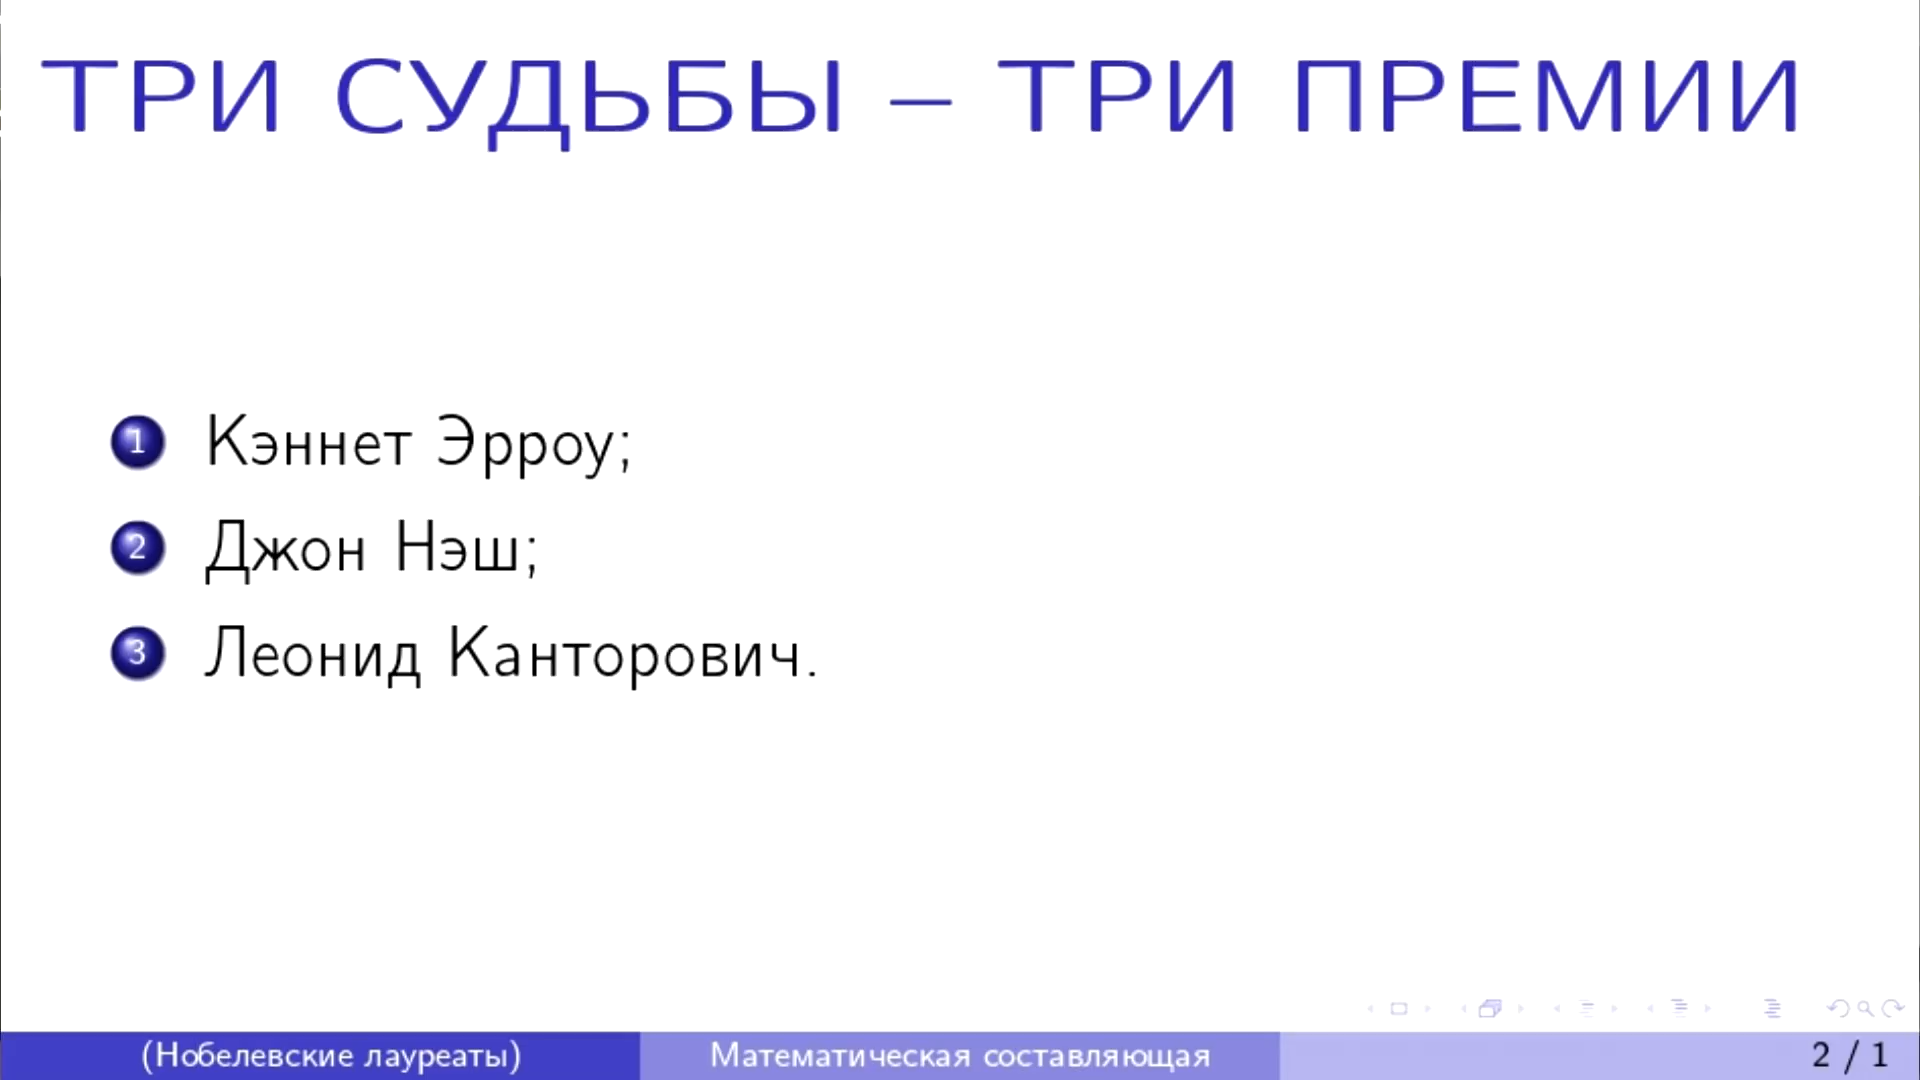 ТРИ СУДЬБЫ – ТРИ ПРЕМИИ
1 Кэннет Эрроу;
2 Джон Нэш;
3 Леонид Канторович.
(Нобелевские лауреаты) Математическая составляющая 2 / 1